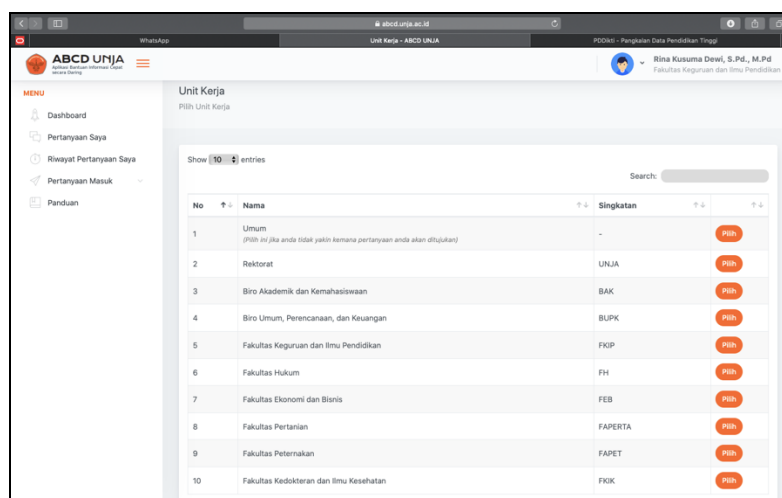 abcd.unja.ac.id
WhatsApp
Unit Kerja - ABCD UNJA
PDDikti - Pangkalan Data Pendidikan Tinggi
ABCD UNJA
Aplikasi Bantuan Informasi Cepat
secara Daring
Rina Kusuma Dewi, S.Pd., M.Pd
Fakultas Keguruan dan Ilmu Pendidikan
MENU
Dashboard
Pertanyaan Saya
Riwayat Pertanyaan Saya
Pertanyaan Masuk
Panduan
Unit Kerja
Pilih Unit Kerja
Show 10 entries
Search:
No Nama Singkatan
1 Umum - Pilih
(Pilih ini jika anda tidak yakin kemana pertanyaan anda akan ditujukan)
2 Rektorat UNJA Pilih
3 Biro Akademik dan Kemahasiswaan BAK Pilih
4 Biro Umum, Perencanaan, dan Keuangan BUPK Pilih
5 Fakultas Keguruan dan Ilmu Pendidikan FKIP Pilih
6 Fakultas Hukum FH Pilih
7 Fakultas Ekonomi dan Bisnis FEB Pilih
8 Fakultas Pertanian FAPERTA Pilih
9 Fakultas Peternakan FAPET Pilih
10 Fakultas Kedokteran dan Ilmu Kesehatan FKIK Pilih